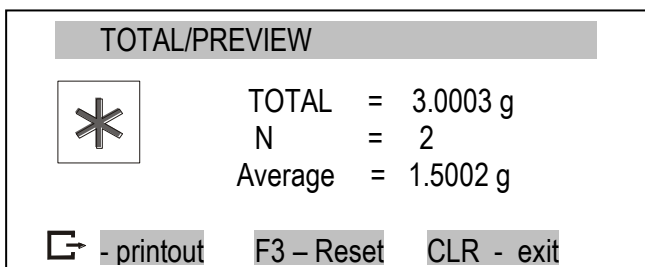 TOTAL/PREVIEW
TOTAL = 3.0003 g
N = 2
Average = 1.5002 g
- printout F3 – Reset CLR - exit